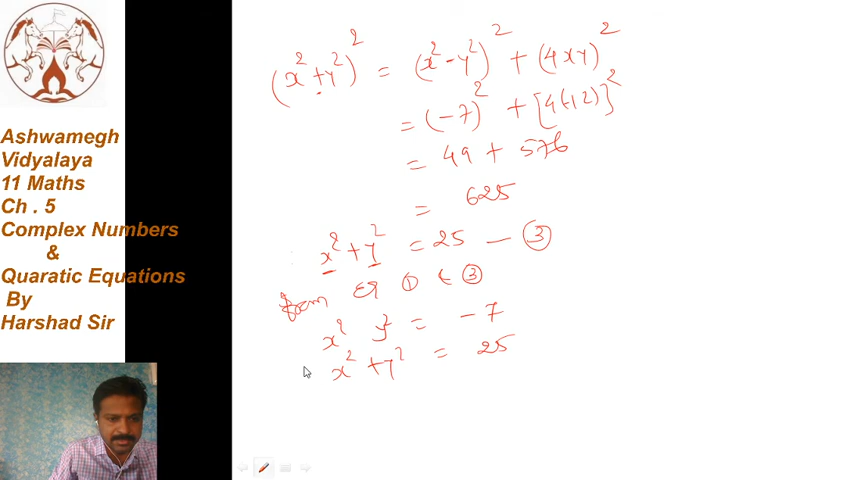 Ashwamegh
Vidyalaya
11 Maths
Ch . 5
Complex Numbers
&
Quaratic Equations
By
Harshad Sir
(x² + y²)² = (x² - y²)² + (4xy)²
= (-7)² + [4(12)]²
= 49 + 576
= 625
x² + y² = 25 — ③
from eq ① & ③
x² y² = -7
x² + y² = 25